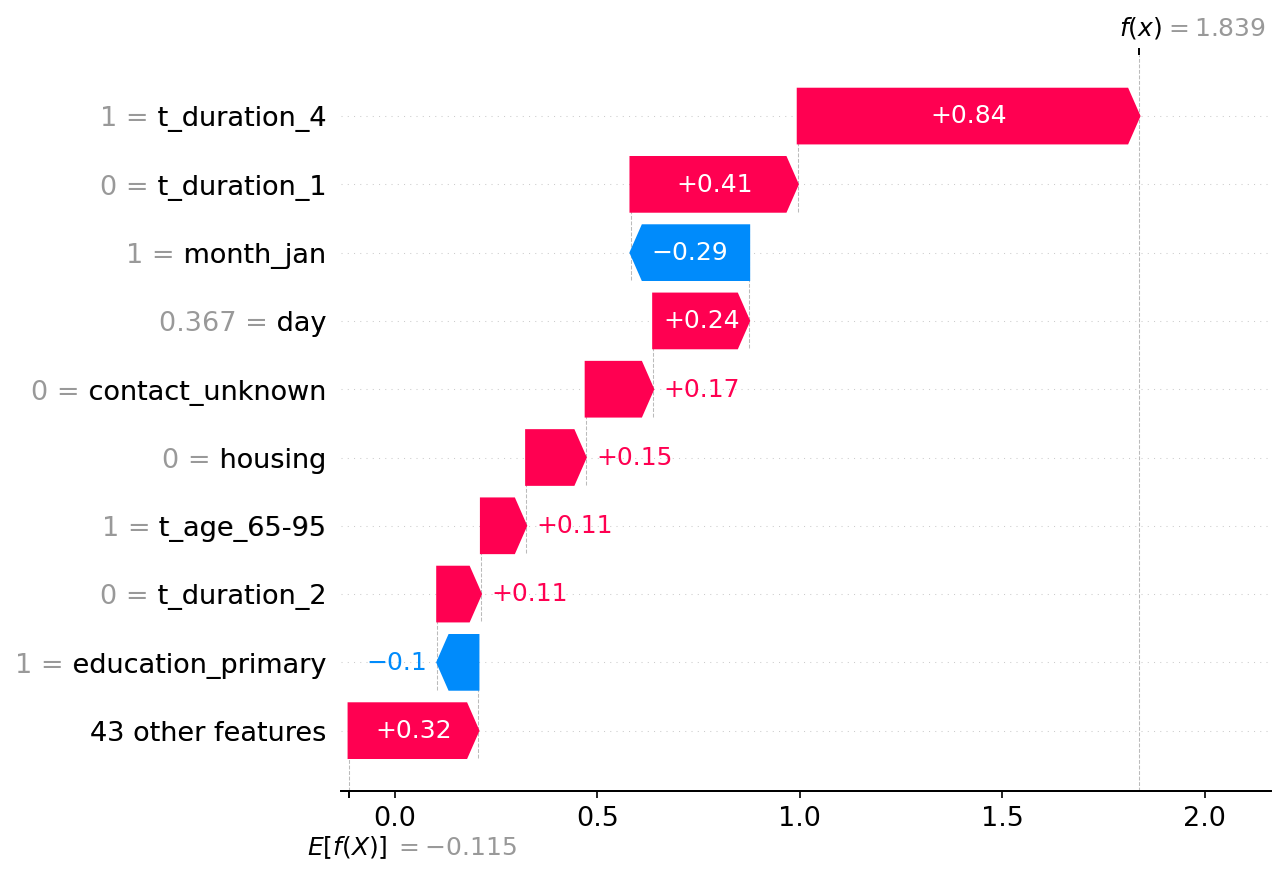 f(x) = 1.839
1 = t_duration_4
+0.84
0 = t_duration_1
+0.41
1 = month_jan
−0.29
0.367 = day
+0.24
0 = contact_unknown
+0.17
0 = housing
+0.15
1 = t_age_65-95
+0.11
0 = t_duration_2
+0.11
1 = education_primary
−0.1
43 other features
+0.32
0.0 0.5 1.0 1.5 2.0
E[f(X)] = −0.115